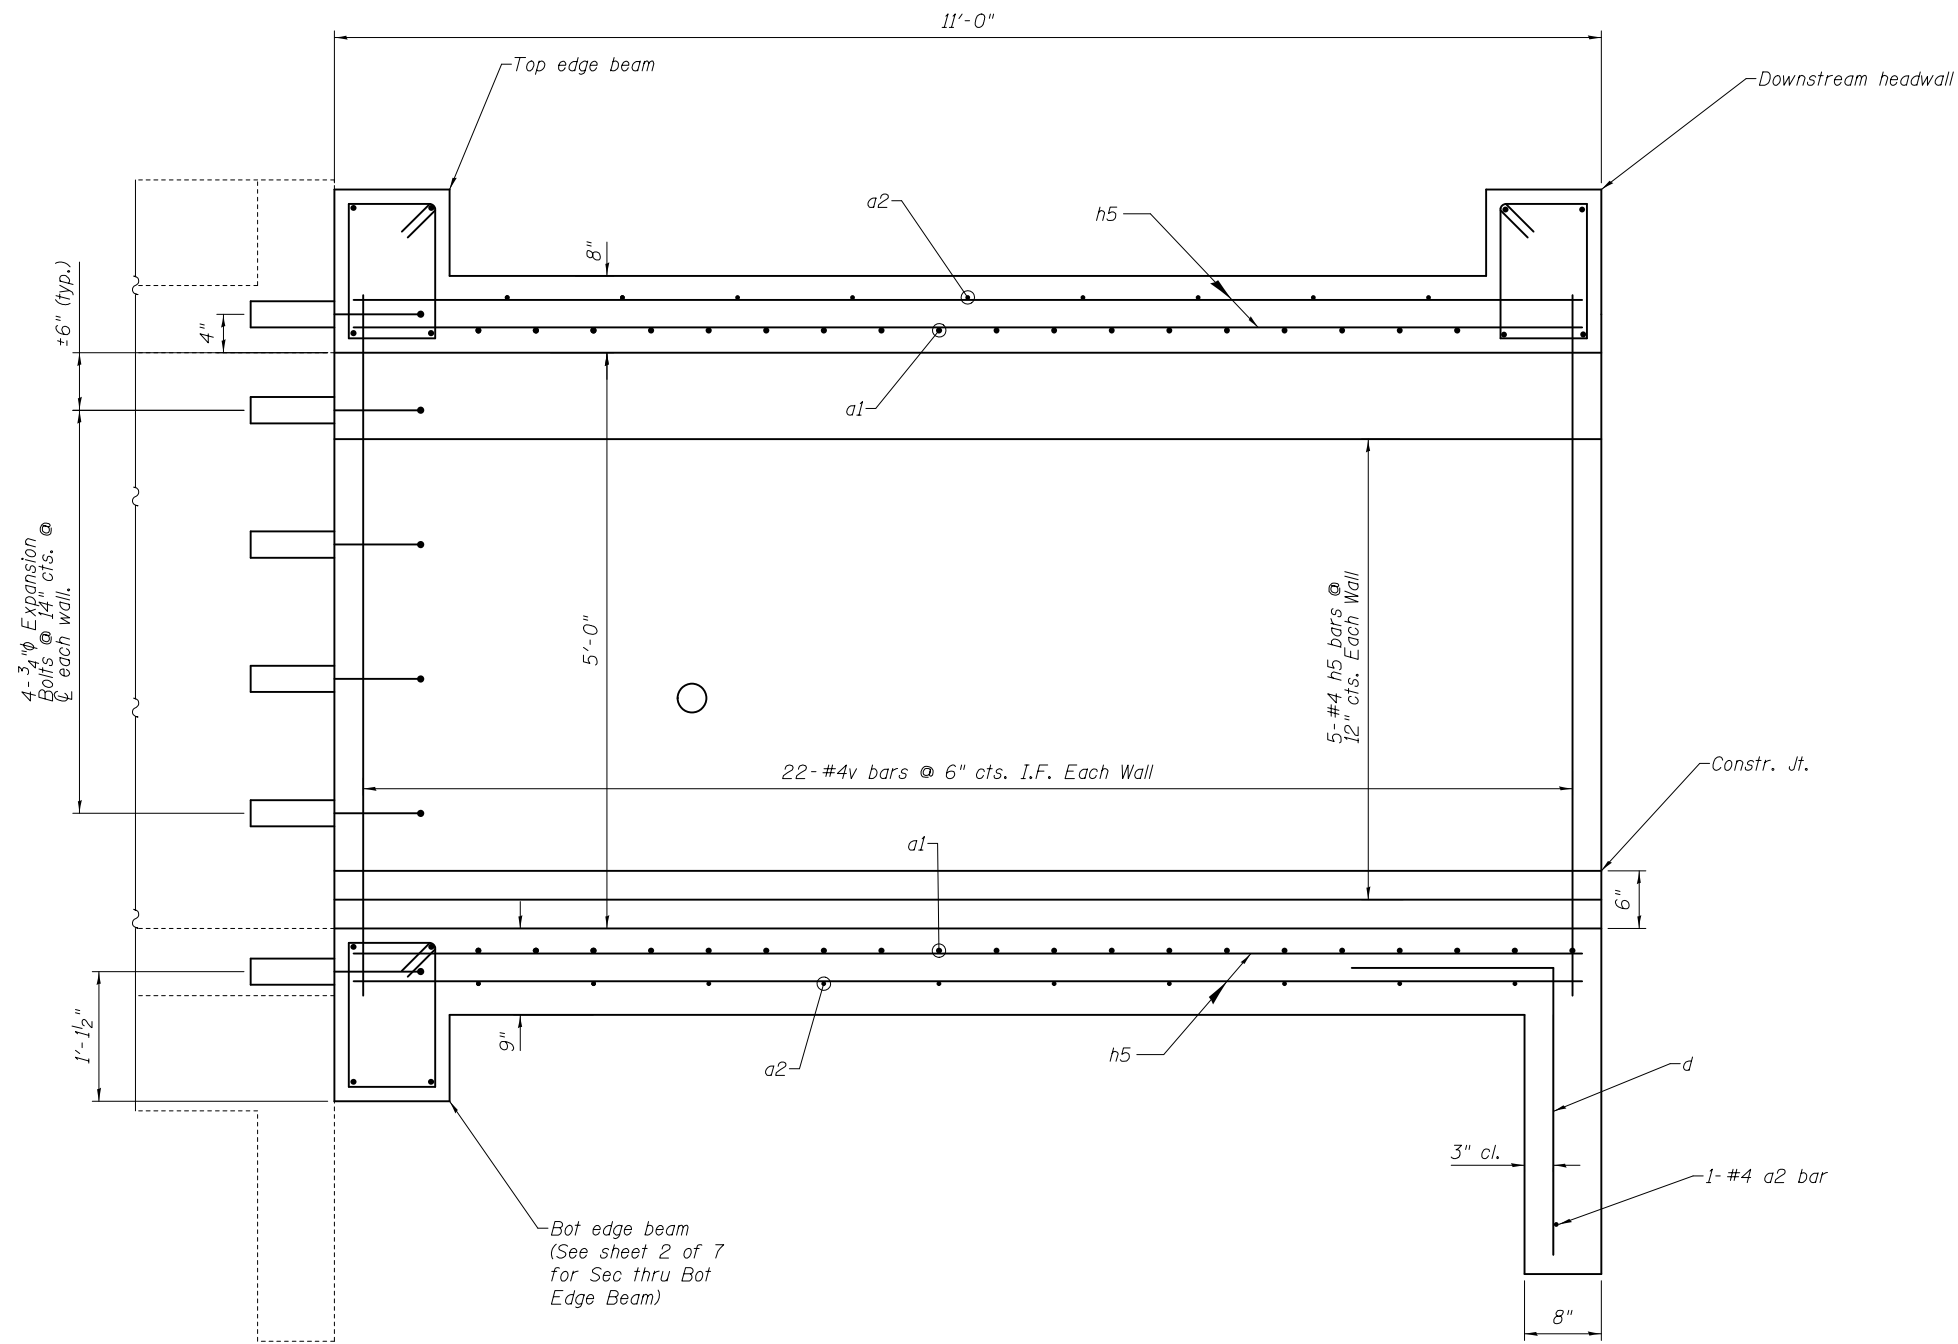 11'-0"
Top edge beam
Downstream headwall
a2
h5
8"
±6" (typ.)
4"
a1
4-3/4"ϕ Expansion
Bolts @ 14" cts. @
℄ each wall.
5'-0"
5-#4 h5 bars @
12" cts. Each Wall
22-#4v bars @ 6" cts. I.F. Each Wall
Constr. Jt.
a1
6"
1'-1½"
9"
a2
h5
d
3" cl.
1-#4 a2 bar
Bot edge beam
(See sheet 2 of 7
for Sec thru Bot
Edge Beam)
8"